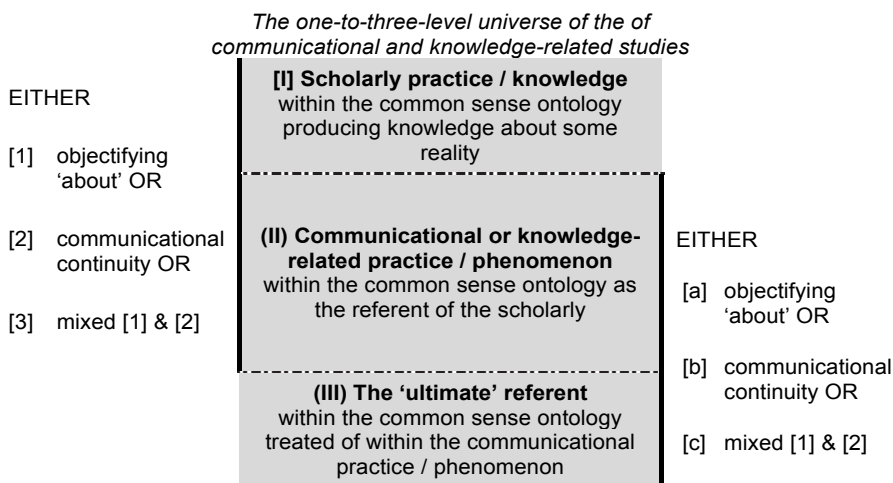 The one-to-three-level universe of the of
communicational and knowledge-related studies
EITHER
[1] objectifying
‘about’ OR
[2] communicational
continuity OR
[3] mixed [1] & [2]
[I] Scholarly practice / knowledge
within the common sense ontology
producing knowledge about some
reality
(II) Communicational or knowledge-
related practice / phenomenon
within the common sense ontology as
the referent of the scholarly
(III) The ‘ultimate’ referent
within the common sense ontology
treated of within the communicational
practice / phenomenon
EITHER
[a] objectifying
‘about’ OR
[b] communicational
continuity OR
[c] mixed [1] & [2]